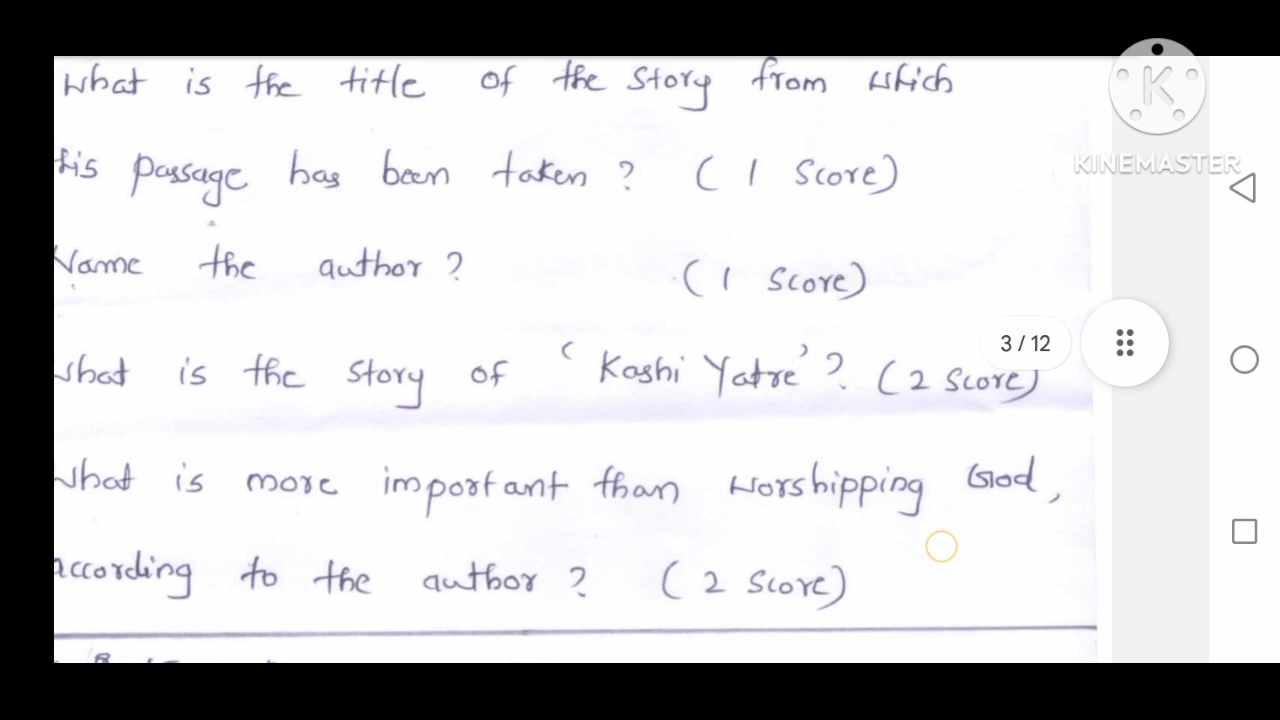 What is the title of the story from which
this passage has been taken ? ( 1 Score)
Name the author ? ( 1 Score)
What is the story of ' Kashi Yatre' ? ( 2 Score)
What is more important than worshipping God,
according to the author ? ( 2 Score)
3 / 12
K
KINEMASTER